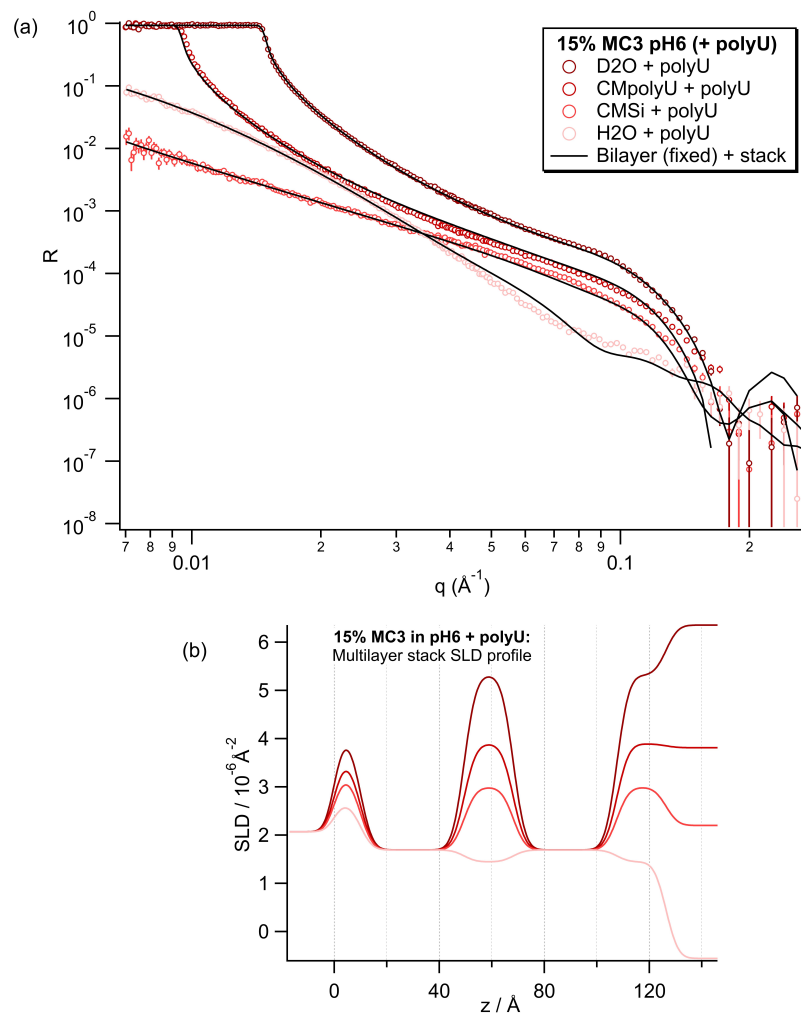 (a)
10^0
10^-1
10^-2
10^-3
10^-4
10^-5
10^-6
10^-7
10^-8
R
15% MC3 pH6 (+ polyU)
D2O + polyU
CMpolyU + polyU
CMSi + polyU
H2O + polyU
Bilayer (fixed) + stack
7 8 9 2 3 4 5 6 7 8 9 2
0.01 0.1
q (Å^-1)
(b)
15% MC3 in pH6 + polyU:
Multilayer stack SLD profile
6
5
4
3
2
1
0
SLD / 10^-6 Å^-2
0 40 80 120
z / Å